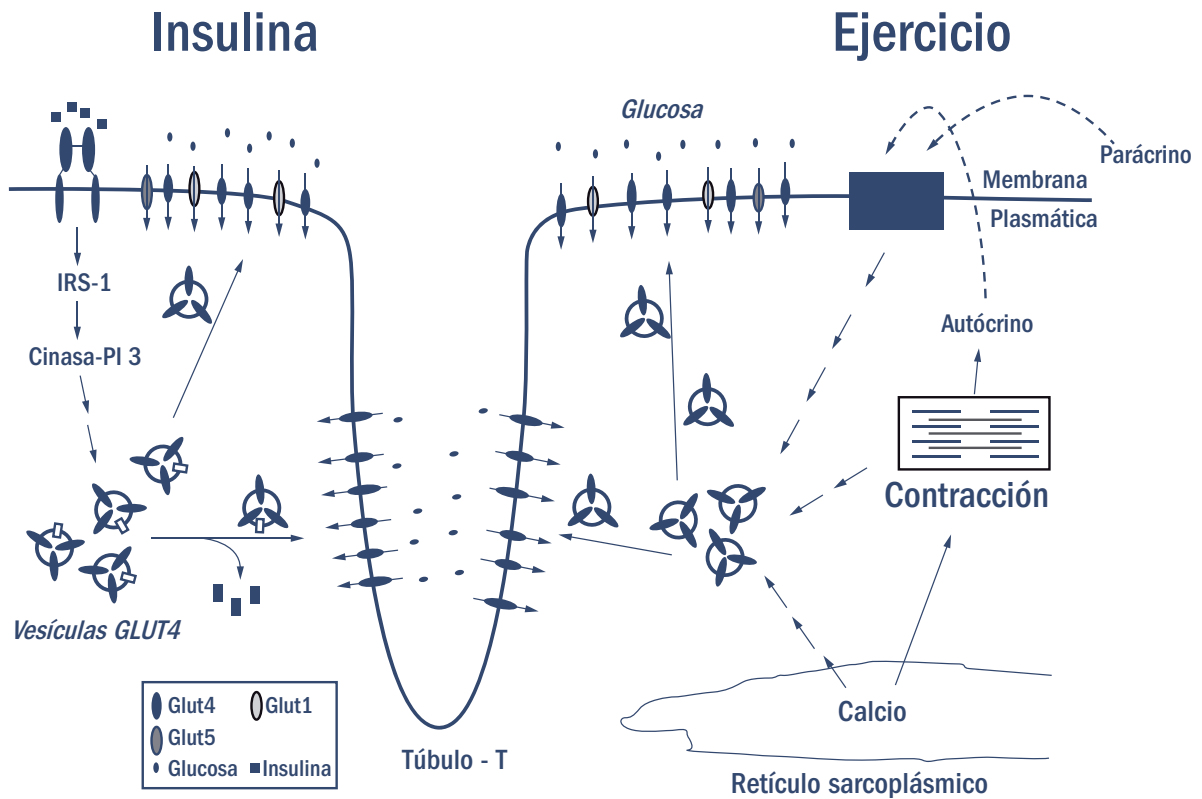 Insulina
Ejercicio
Glucosa
Parácrino
Membrana
Plasmática
IRS-1
Cinasa-PI 3
Autócrino
Contracción
Vesículas GLUT4
Glut4
Glut1
Glut5
Glucosa
Insulina
Túbulo - T
Calcio
Retículo sarcoplásmico